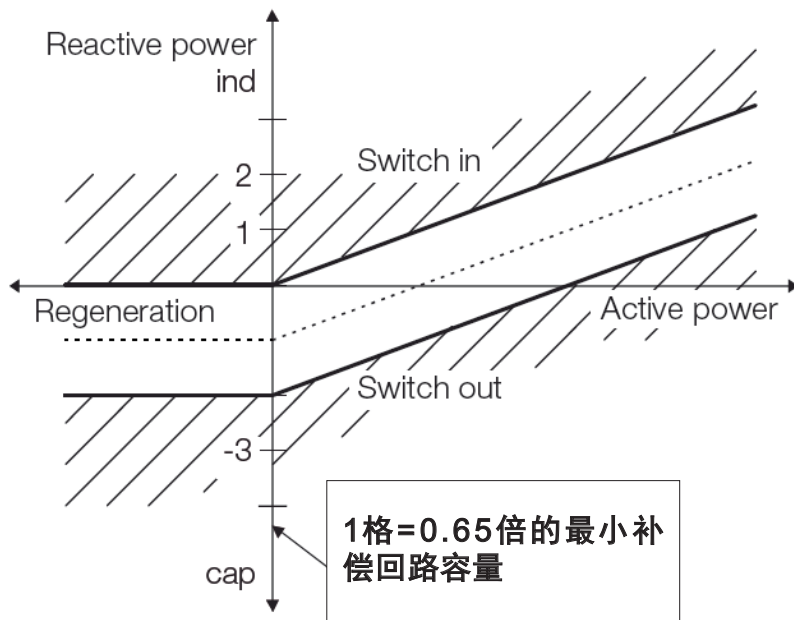 Reactive power
ind
Switch in
2
1
Regeneration
Active power
Switch out
-3
1格=0.65倍的最小补
偿回路容量
cap